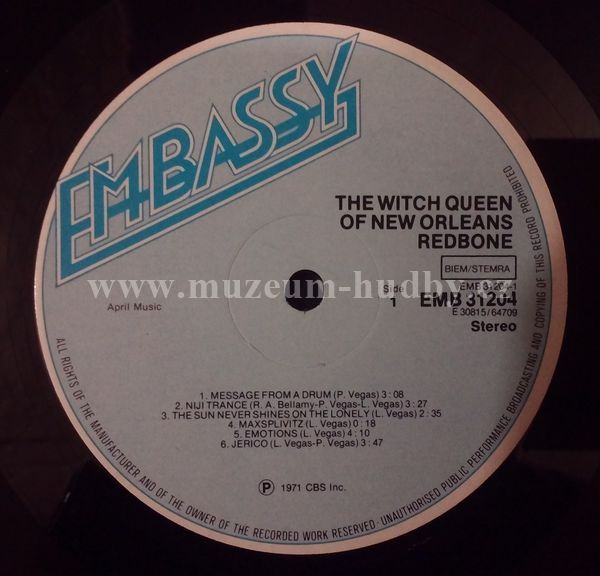 EMBASSY
THE WITCH QUEEN
OF NEW ORLEANS
REDBONE
BIEM/STEMRA
www.muzeum-hudby.cz
April Music
Side
1
EMB 31204-1
EMB 31204
E 30815/64709
Stereo
1. MESSAGE FROM A DRUM (P. Vegas) 3:08
2. NIJI TRANCE (R. A. Bellamy-P. Vegas-L. Vegas) 3:27
3. THE SUN NEVER SHINES ON THE LONELY (L. Vegas) 2:35
4. MAXSPLIVITZ (L. Vegas) 0:18
5. EMOTIONS (L. Vegas) 4:10
6. JERICO (L. Vegas-P. Vegas) 3:47
Ⓟ 1971 CBS Inc.
ALL RIGHTS OF THE MANUFACTURER AND OF THE OWNER OF THE RECORDED WORK RESERVED · UNAUTHORISED PUBLIC PERFORMANCE BROADCASTING AND COPYING OF THIS RECORD PROHIBITED